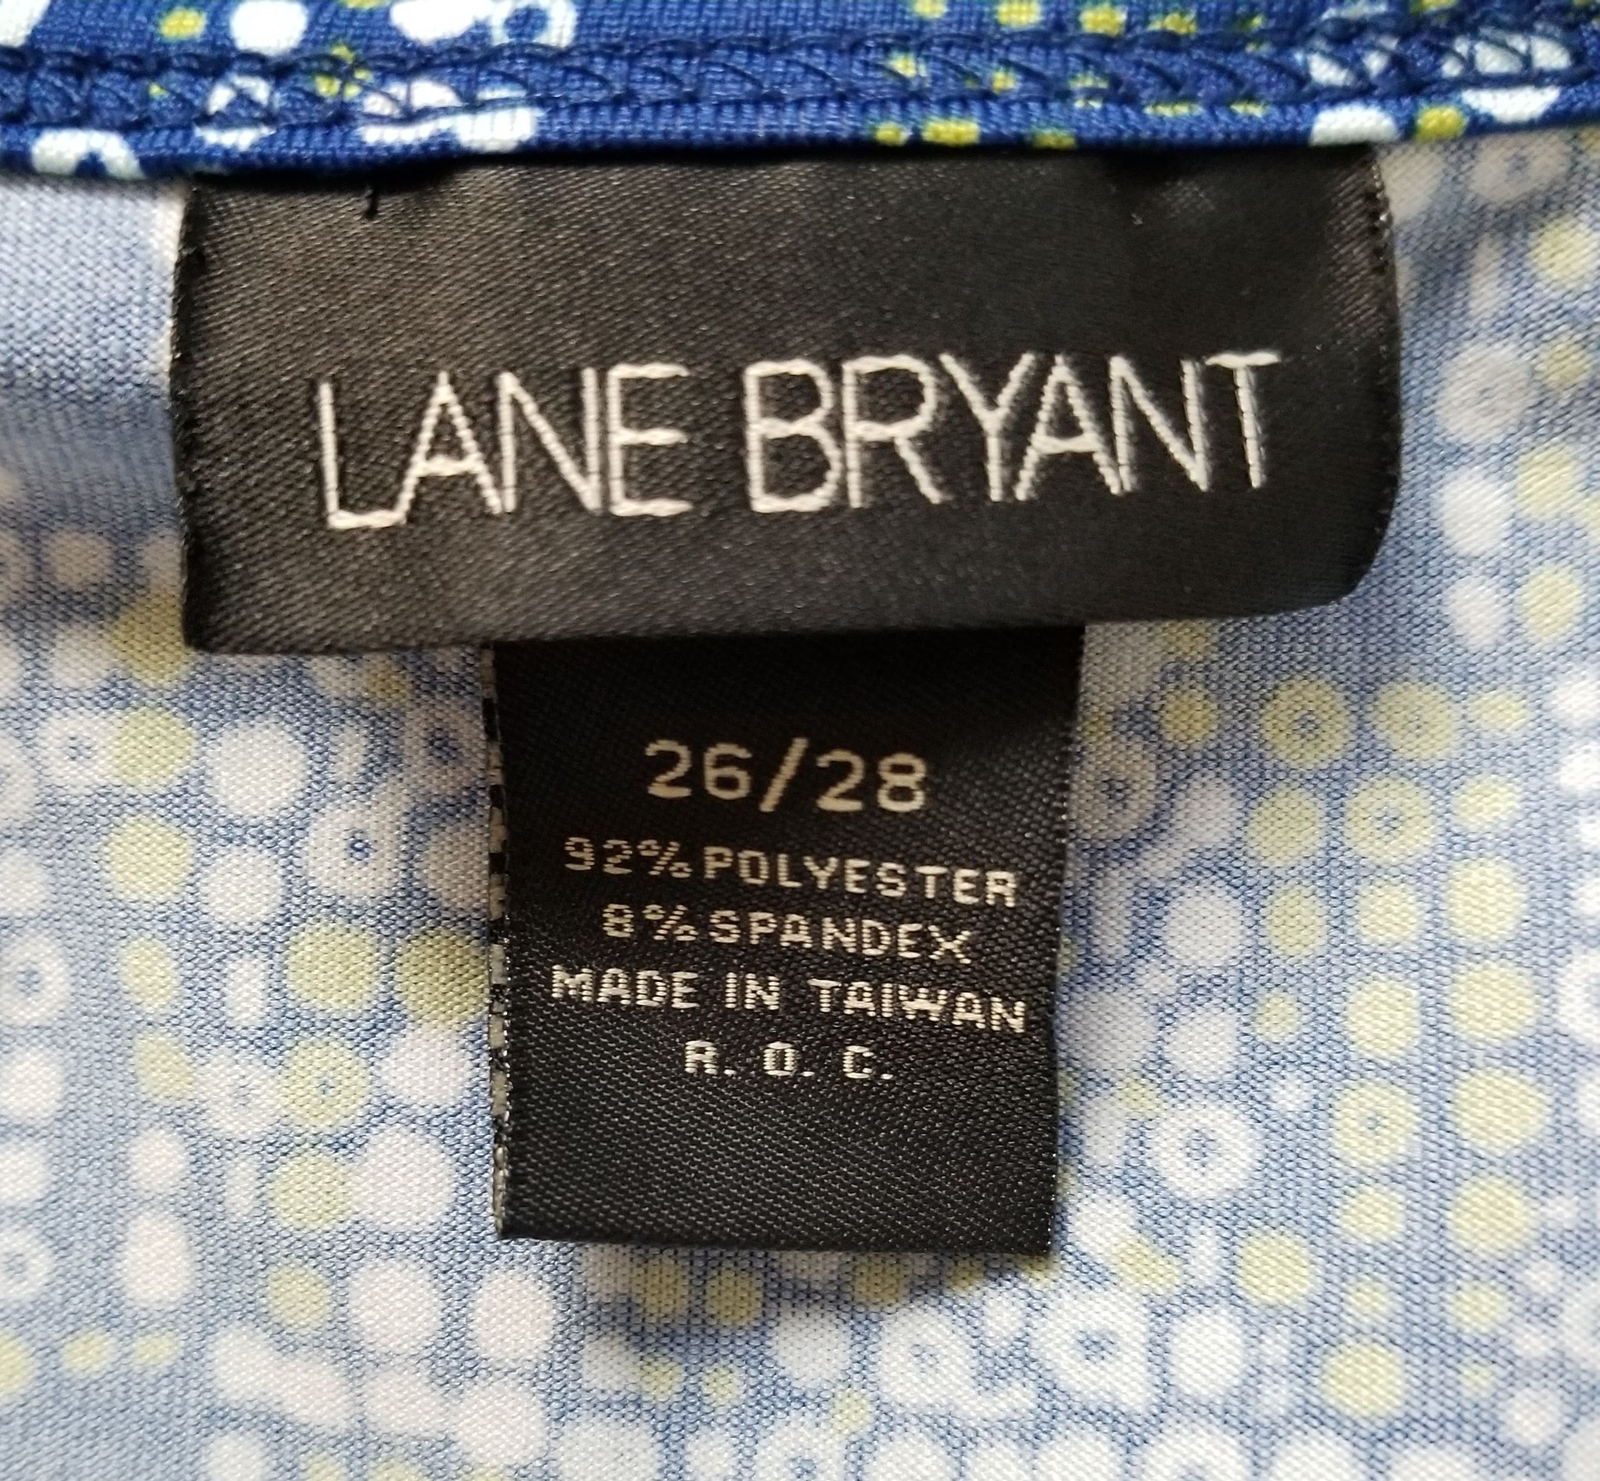 LANE BRYANT
26/28
92% POLYESTER
8% SPANDEX
MADE IN TAIWAN
R. O. C.